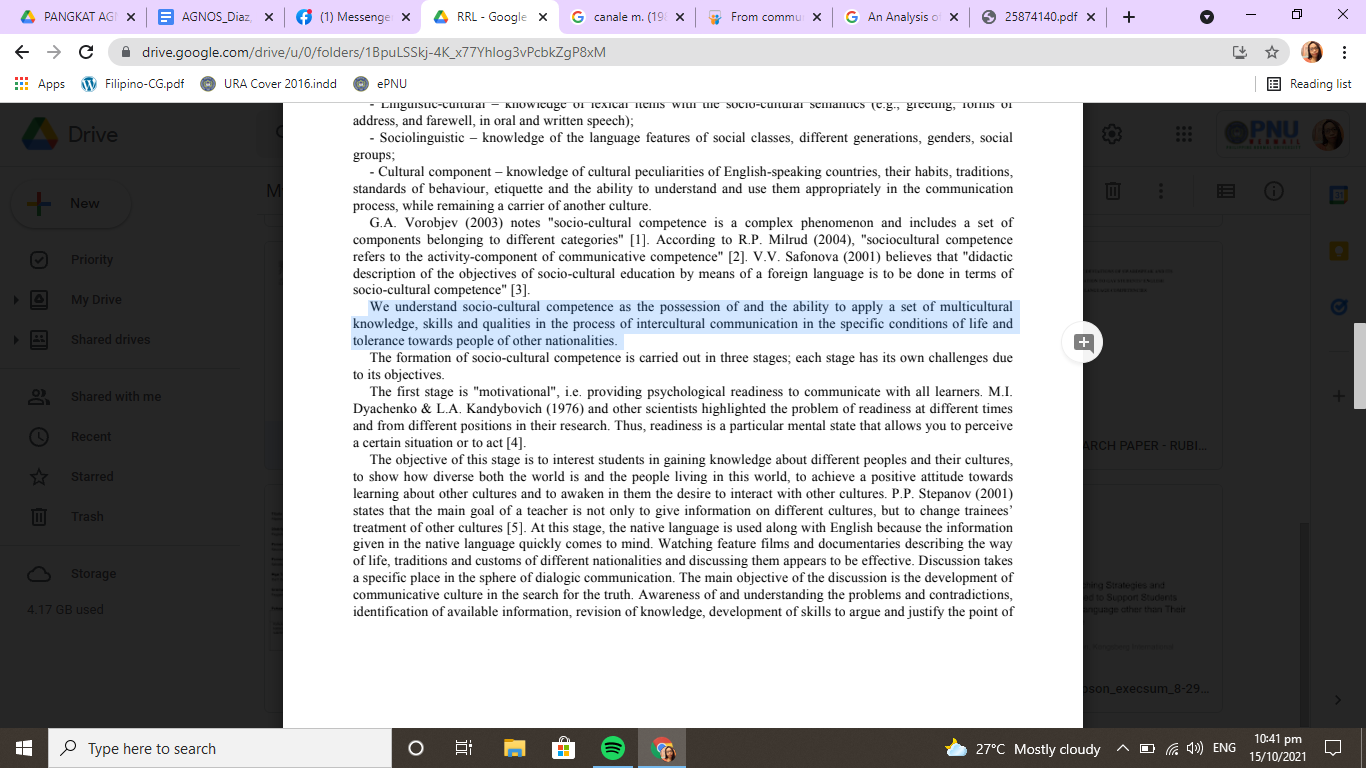 PANGKAT AG
AGNOS_Diaz,
(1) Messenge
RRL - Google
canale m. (19
From commu
An Analysis o
25874140.pdf
drive.google.com/drive/u/0/folders/1BpuLSSkj-4K_x77Yhlog3vPcbkZgP8xM
Apps
Filipino-CG.pdf
URA Cover 2016.indd
ePNU
Reading list
Drive
PNU
New
Priority
My Drive
Shared drives
Shared with me
Recent
Starred
Trash
Storage
4.17 GB used
- Linguistic-cultural – knowledge of lexical items with the socio-cultural semantics (e.g., greeting, forms of
address, and farewell, in oral and written speech);
- Sociolinguistic – knowledge of the language features of social classes, different generations, genders, social
groups;
- Cultural component – knowledge of cultural peculiarities of English-speaking countries, their habits, traditions,
standards of behaviour, etiquette and the ability to understand and use them appropriately in the communication
process, while remaining a carrier of another culture.
G.A. Vorobjev (2003) notes "socio-cultural competence is a complex phenomenon and includes a set of
components belonging to different categories" [1]. According to R.P. Milrud (2004), "sociocultural competence
refers to the activity-component of communicative competence" [2]. V.V. Safonova (2001) believes that "didactic
description of the objectives of socio-cultural education by means of a foreign language is to be done in terms of
socio-cultural competence" [3].
We understand socio-cultural competence as the possession of and the ability to apply a set of multicultural
knowledge, skills and qualities in the process of intercultural communication in the specific conditions of life and
tolerance towards people of other nationalities.
The formation of socio-cultural competence is carried out in three stages; each stage has its own challenges due
to its objectives.
The first stage is "motivational", i.e. providing psychological readiness to communicate with all learners. M.I.
Dyachenko & L.A. Kandybovich (1976) and other scientists highlighted the problem of readiness at different times
and from different positions in their research. Thus, readiness is a particular mental state that allows you to perceive
a certain situation or to act [4].
The objective of this stage is to interest students in gaining knowledge about different peoples and their cultures,
to show how diverse both the world is and the people living in this world, to achieve a positive attitude towards
learning about other cultures and to awaken in them the desire to interact with other cultures. P.P. Stepanov (2001)
states that the main goal of a teacher is not only to give information on different cultures, but to change trainees’
treatment of other cultures [5]. At this stage, the native language is used along with English because the information
given in the native language quickly comes to mind. Watching feature films and documentaries describing the way
of life, traditions and customs of different nationalities and discussing them appears to be effective. Discussion takes
a specific place in the sphere of dialogic communication. The main objective of the discussion is the development of
communicative culture in the search for the truth. Awareness of and understanding the problems and contradictions,
identification of available information, revision of knowledge, development of skills to argue and justify the point of
ARCH PAPER - RUBI...
ing Strategies and
d to Support Students
nguage other than Their
son_execsum_8-29...
Type here to search
27°C Mostly cloudy
ENG
10:41 pm
15/10/2021